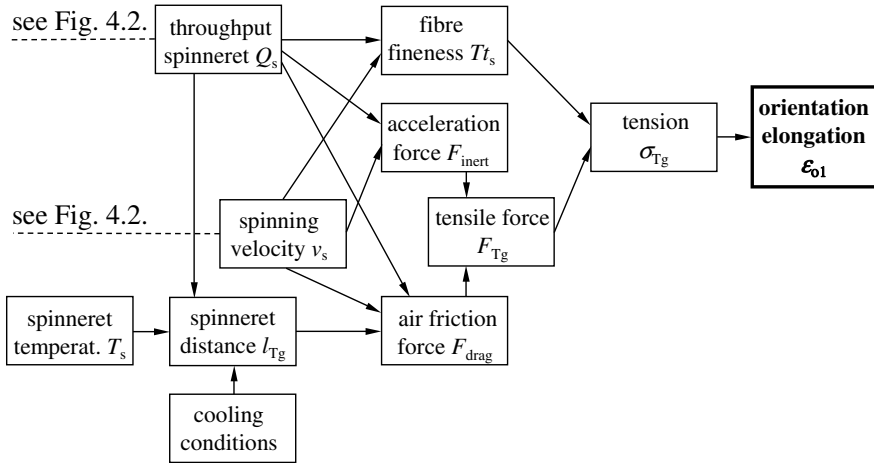 see Fig. 4.2.
throughput
spinneret Qs
fibre
fineness Tts
acceleration
force Finert
tension
σTg
orientation
elongation
εo1
see Fig. 4.2.
spinning
velocity vs
tensile force
FTg
spinneret
temperat. Ts
spinneret
distance lTg
air friction
force Fdrag
cooling
conditions